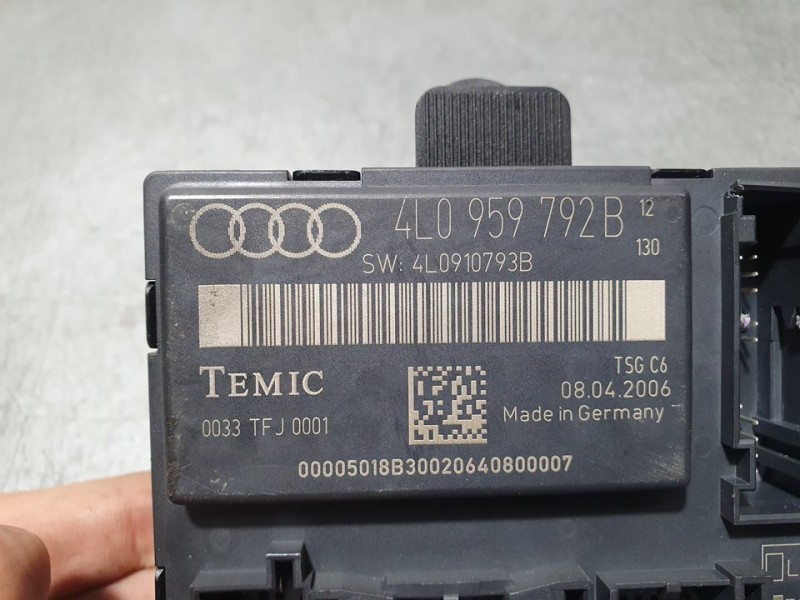 4L0 959 792B 12
130
SW: 4L0910793B
TEMIC
TSG C6
08.04.2006
0033 TFJ 0001
Made in Germany
00005018B30020640800007
L